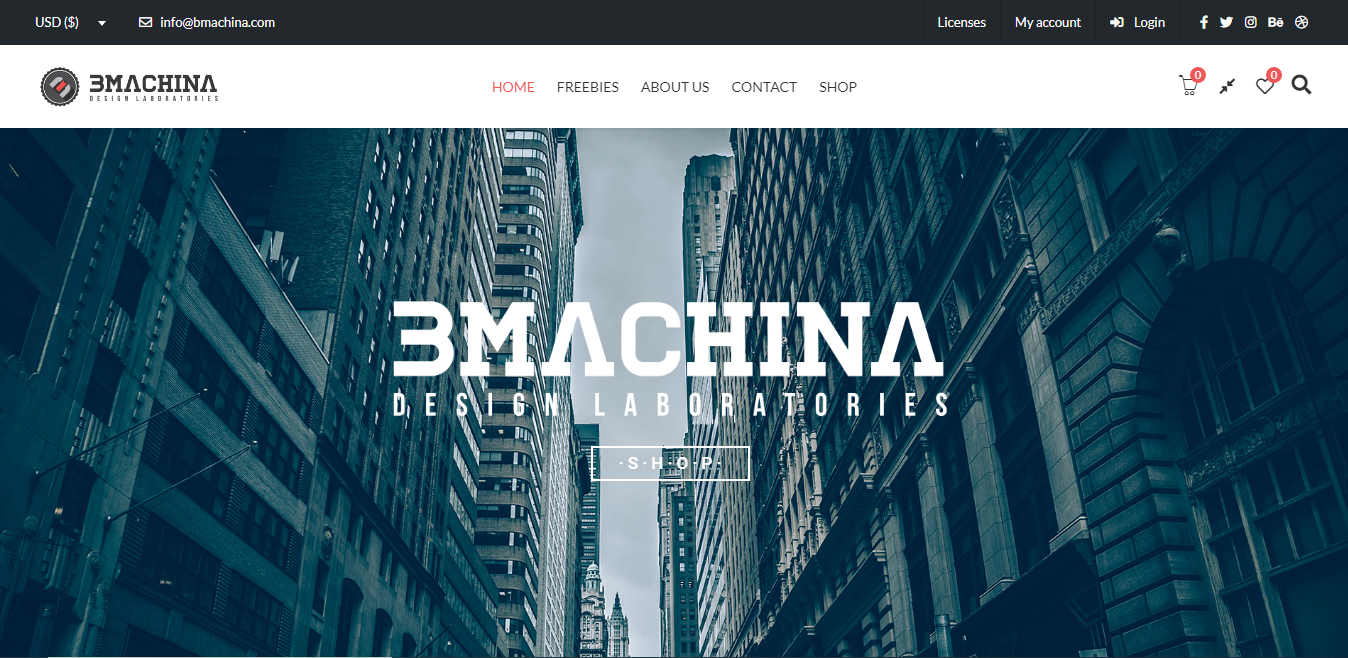 USD ($) info@bmachina.com Licenses My account Login Bē
BMACHINA
DESIGN LABORATORIES
HOME FREEBIES ABOUT US CONTACT SHOP 0 0
BMACHINA
DESIGN LABORATORIES
·S·H·O·P·